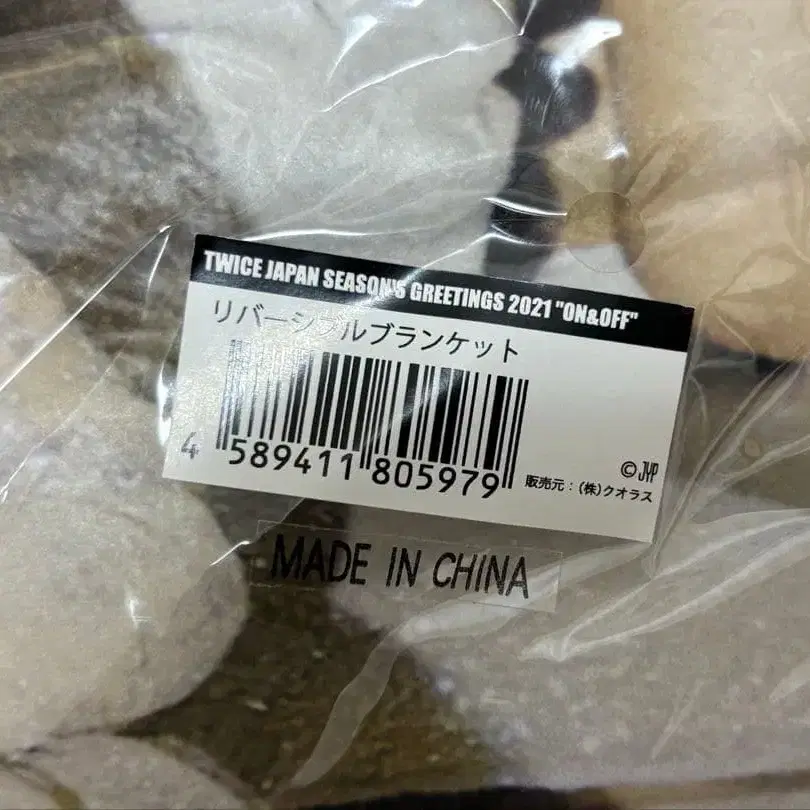 TWICE JAPAN SEASON'S GREETINGS 2021 "ON&OFF"
リバーシブルブランケット
4 589411 805979
©JYP
販売元：(株)クオラス
MADE IN CHINA